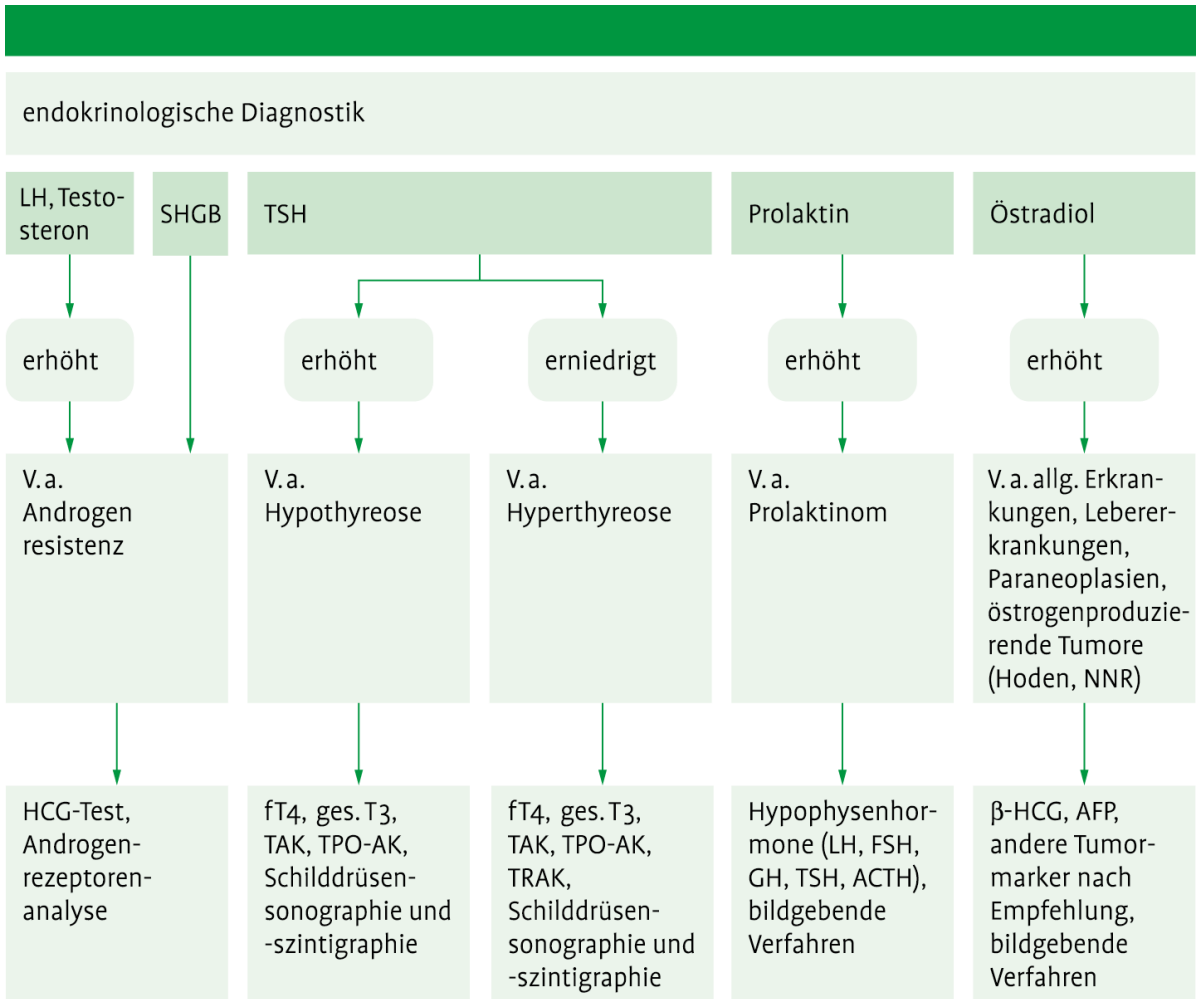 endokrinologische Diagnostik
LH, Testo-
steron
SHGB
TSH
Prolaktin
Östradiol
erhöht
erhöht
erniedrigt
erhöht
erhöht
V. a.
Androgen
resistenz
V. a.
Hypothyreose
V. a.
Hyperthyreose
V. a.
Prolaktinom
V. a. allg. Erkran-
kungen, Leberer-
krankungen,
Paraneoplasien,
östrogenproduzie-
rende Tumore
(Hoden, NNR)
HCG-Test,
Androgen-
rezeptoren-
analyse
fT4, ges. T3,
TAK, TPO-AK,
Schilddrüsen-
sonographie und
-szintigraphie
fT4, ges. T3,
TAK, TPO-AK,
TRAK,
Schilddrüsen-
sonographie und
-szintigraphie
Hypophysenhor-
mone (LH, FSH,
GH, TSH, ACTH),
bildgebende
Verfahren
β-HCG, AFP,
andere Tumor-
marker nach
Empfehlung,
bildgebende
Verfahren